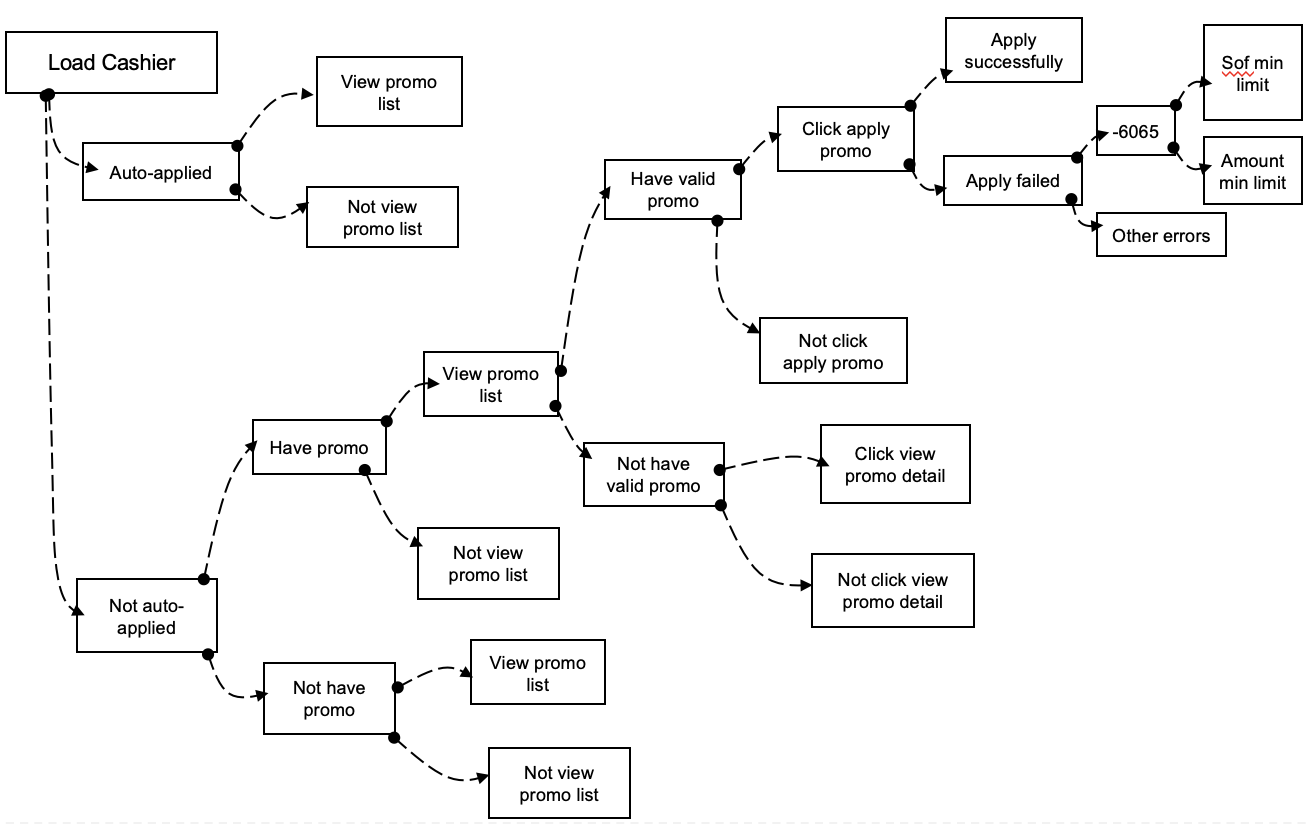 Load Cashier
View promo
list
Auto-applied
Not view
promo list
Apply
successfully
Sof min
limit
Click apply
promo
-6065
Amount
min limit
Have valid
promo
Apply failed
Other errors
Not click
apply promo
View promo
list
Have promo
Not have
valid promo
Click view
promo detail
Not view
promo list
Not click view
promo detail
Not auto-
applied
Not have
promo
View promo
list
Not view
promo list